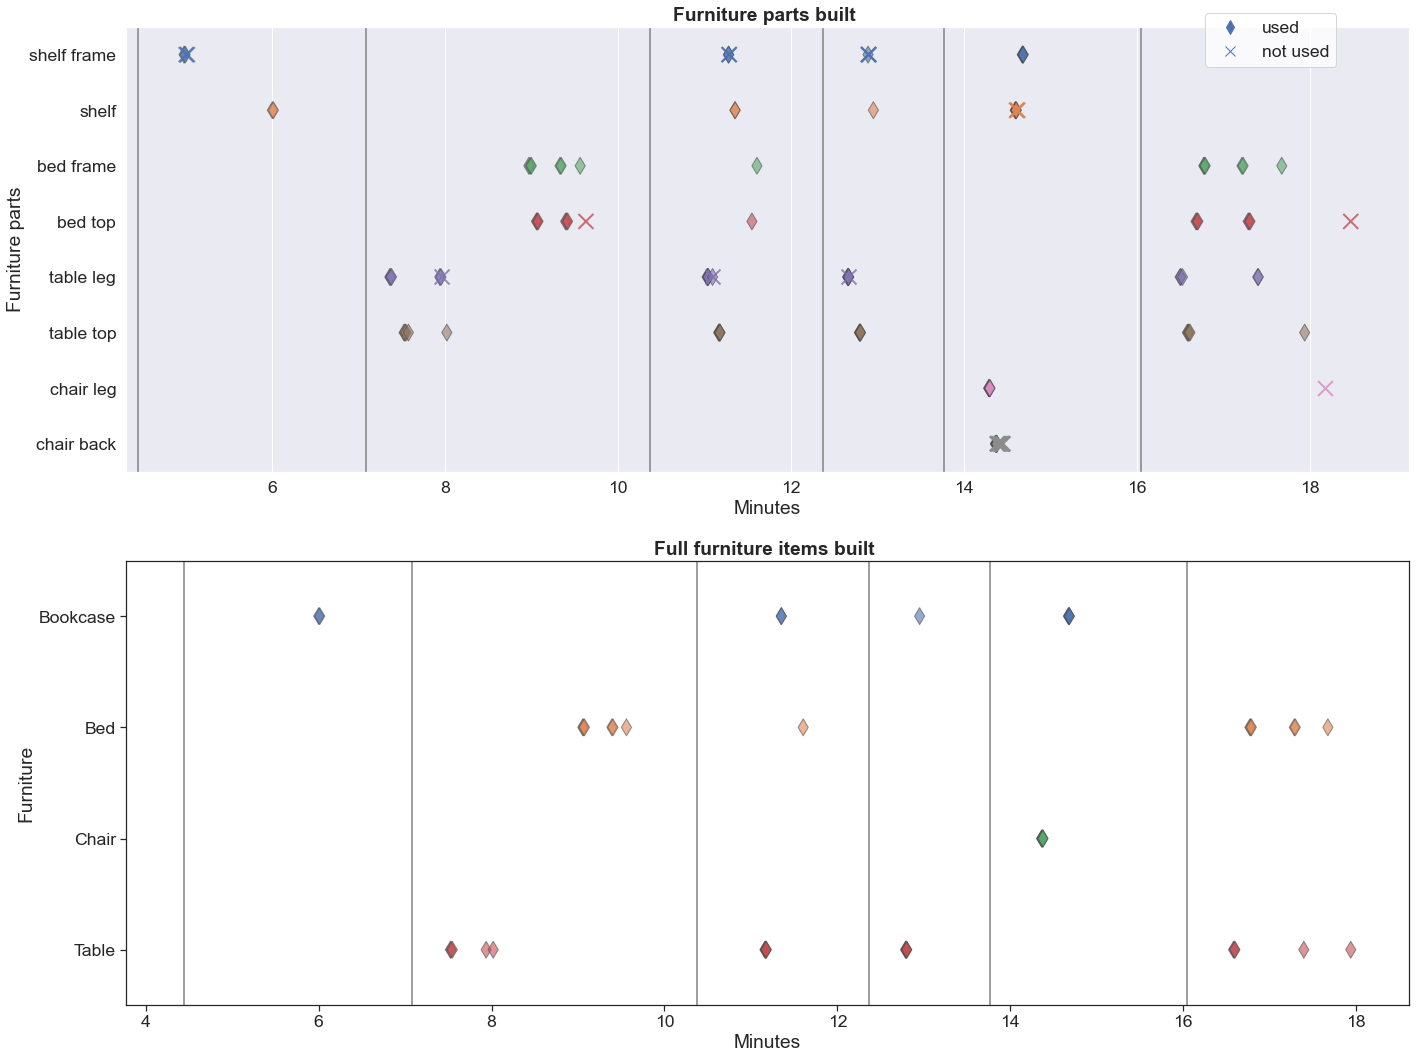 Furniture parts built
used
not used
shelf frame
shelf
bed frame
bed top
table leg
table top
chair leg
chair back
Furniture parts
6 8 10 12 14 16 18
Minutes
Full furniture items built
Bookcase
Bed
Chair
Table
Furniture
4 6 8 10 12 14 16 18
Minutes